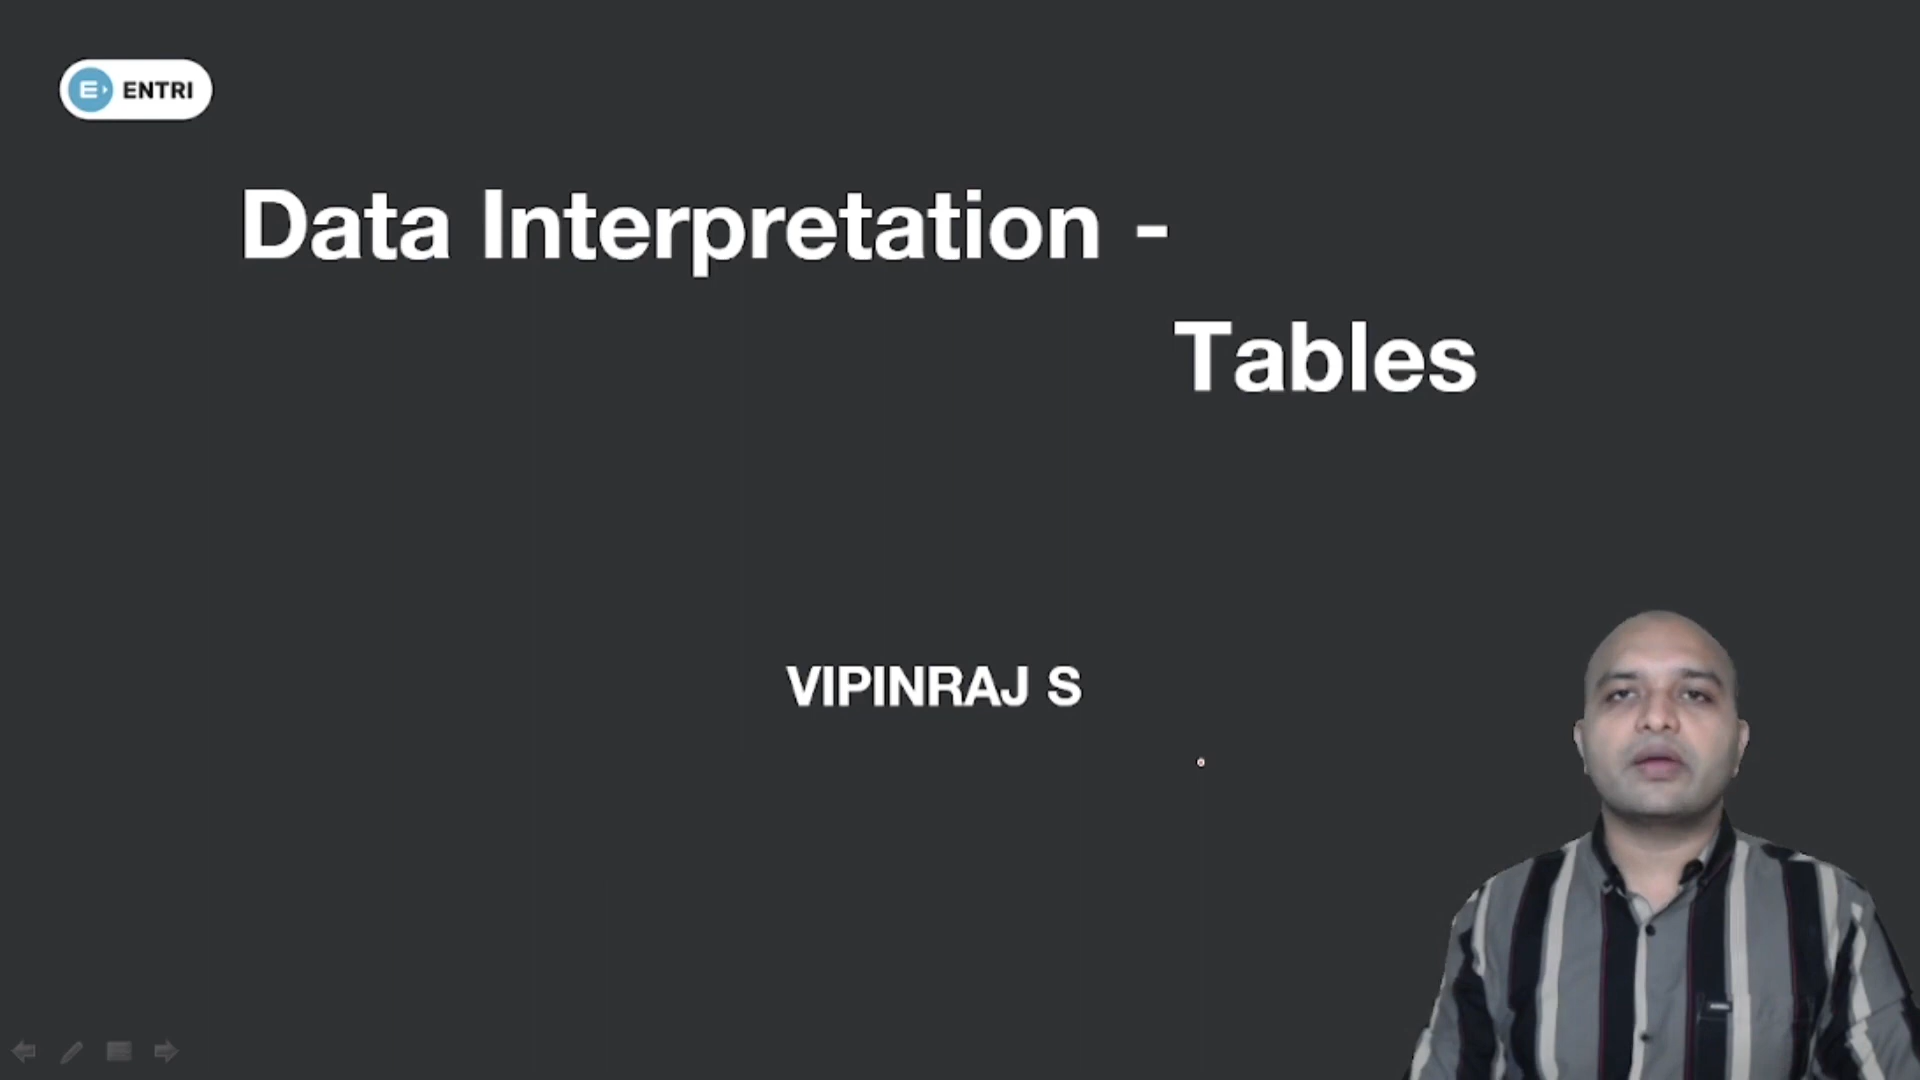 ENTRI
Data Interpretation -
Tables
VIPINRAJ S